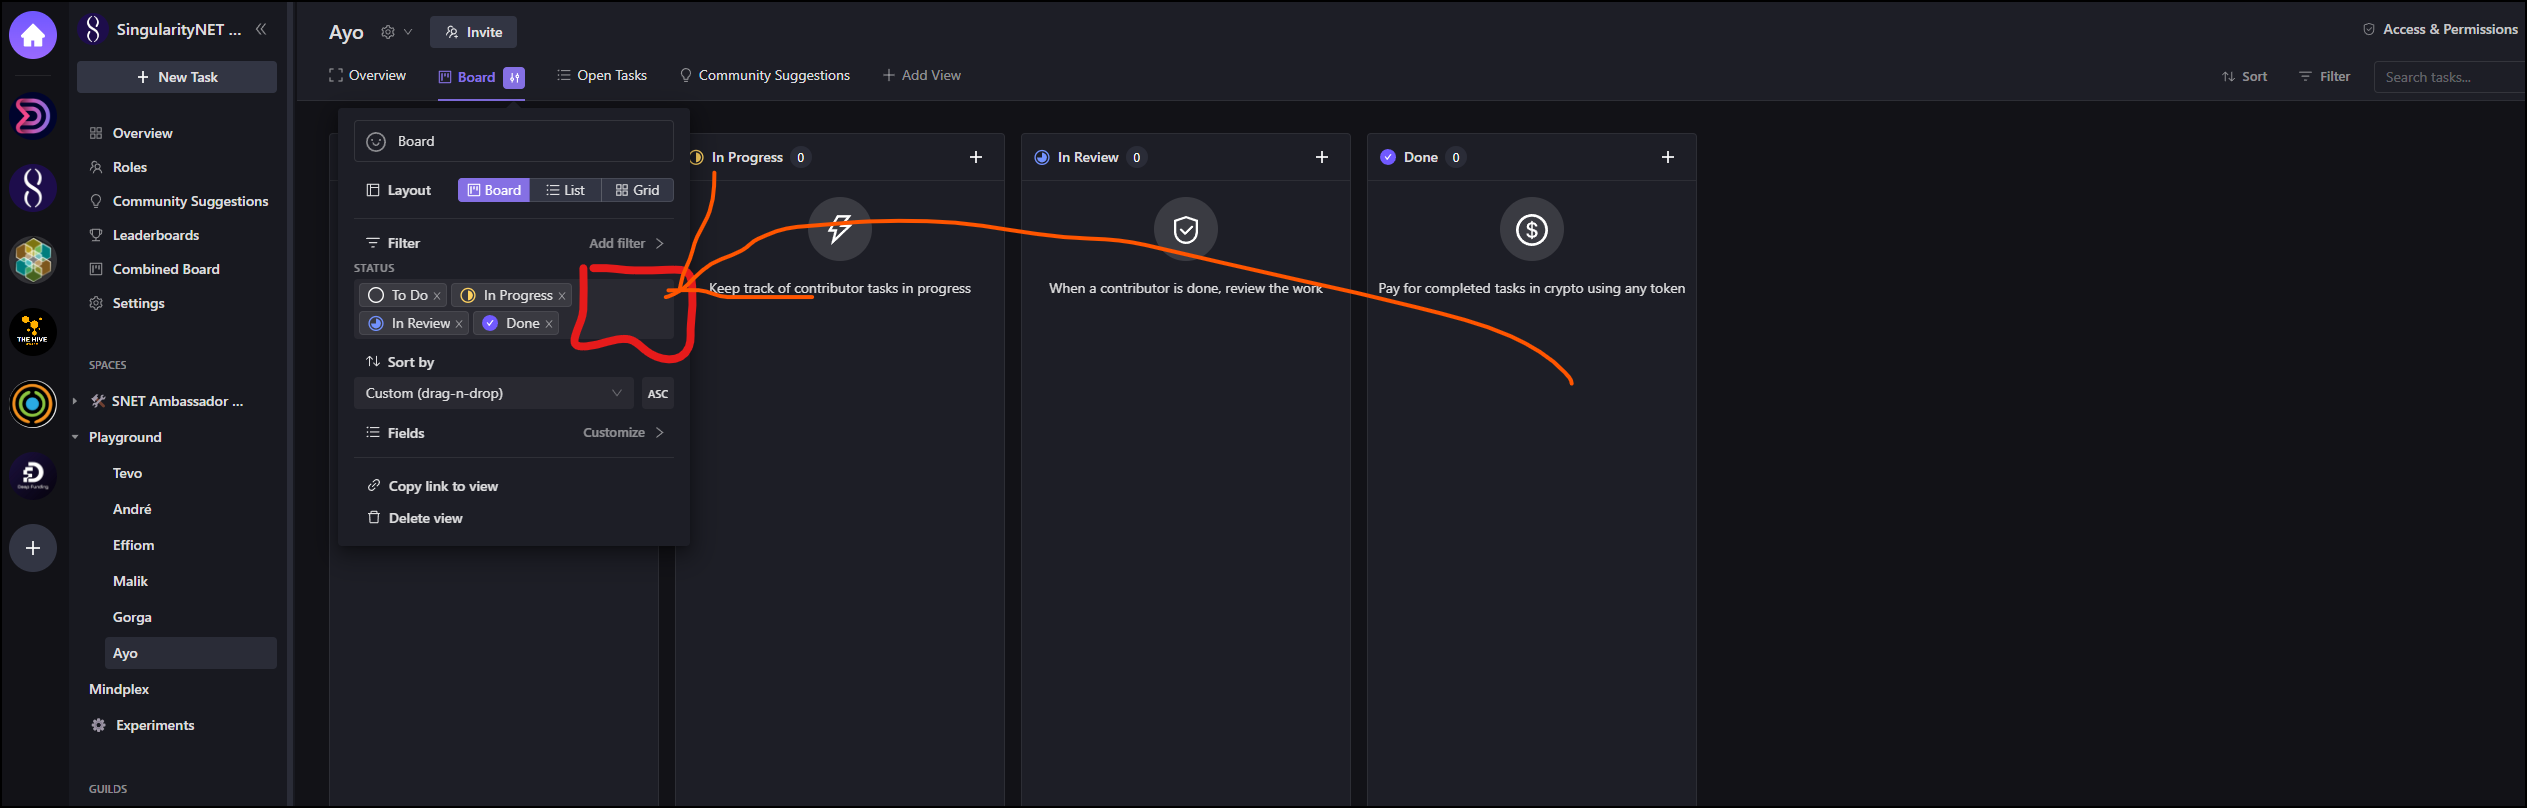 SingularityNET ...
New Task
Overview
Roles
Community Suggestions
Leaderboards
Combined Board
Settings
SPACES
SNET Ambassador ...
Playground
Tevo
André
Effiom
Malik
Gorga
Ayo
Mindplex
Experiments
GUILDS
THE HIVE
Deep Funding
Ayo
Invite
Access & Permissions
Overview
Board
Open Tasks
Community Suggestions
Add View
Sort
Filter
Search tasks...
Board
Layout
Board
List
Grid
Filter
Add filter
STATUS
To Do x
In Progress x
In Review x
Done x
Sort by
Custom (drag-n-drop)
ASC
Fields
Customize
Copy link to view
Delete view
In Progress 0
Keep track of contributor tasks in progress
In Review 0
When a contributor is done, review the work
Done 0
Pay for completed tasks in crypto using any token